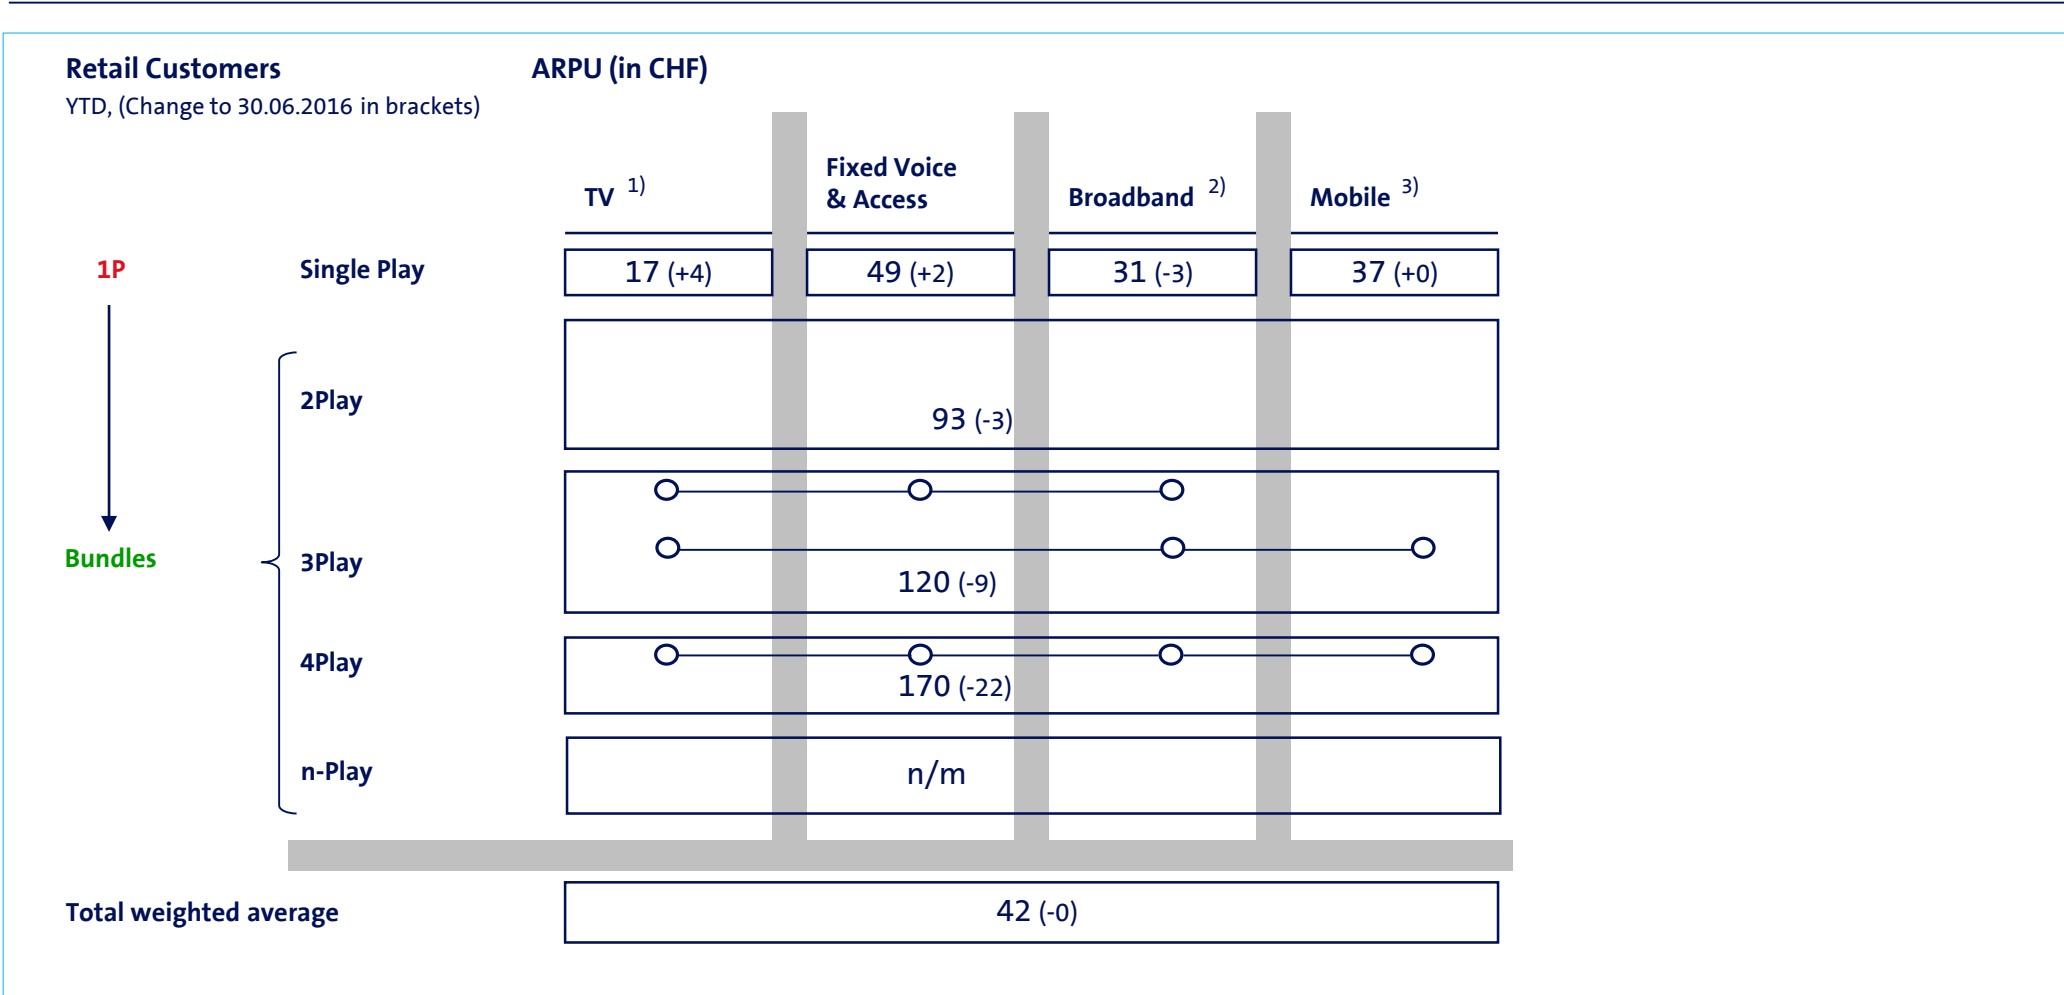 Retail Customers
ARPU (in CHF)
YTD, (Change to 30.06.2016 in brackets)
TV 1)
Fixed Voice
& Access
Broadband 2)
Mobile 3)
1P
Single Play
17 (+4)
49 (+2)
31 (-3)
37 (+0)
2Play
93 (-3)
Bundles
3Play
120 (-9)
4Play
170 (-22)
n-Play
n/m
Total weighted average
42 (-0)